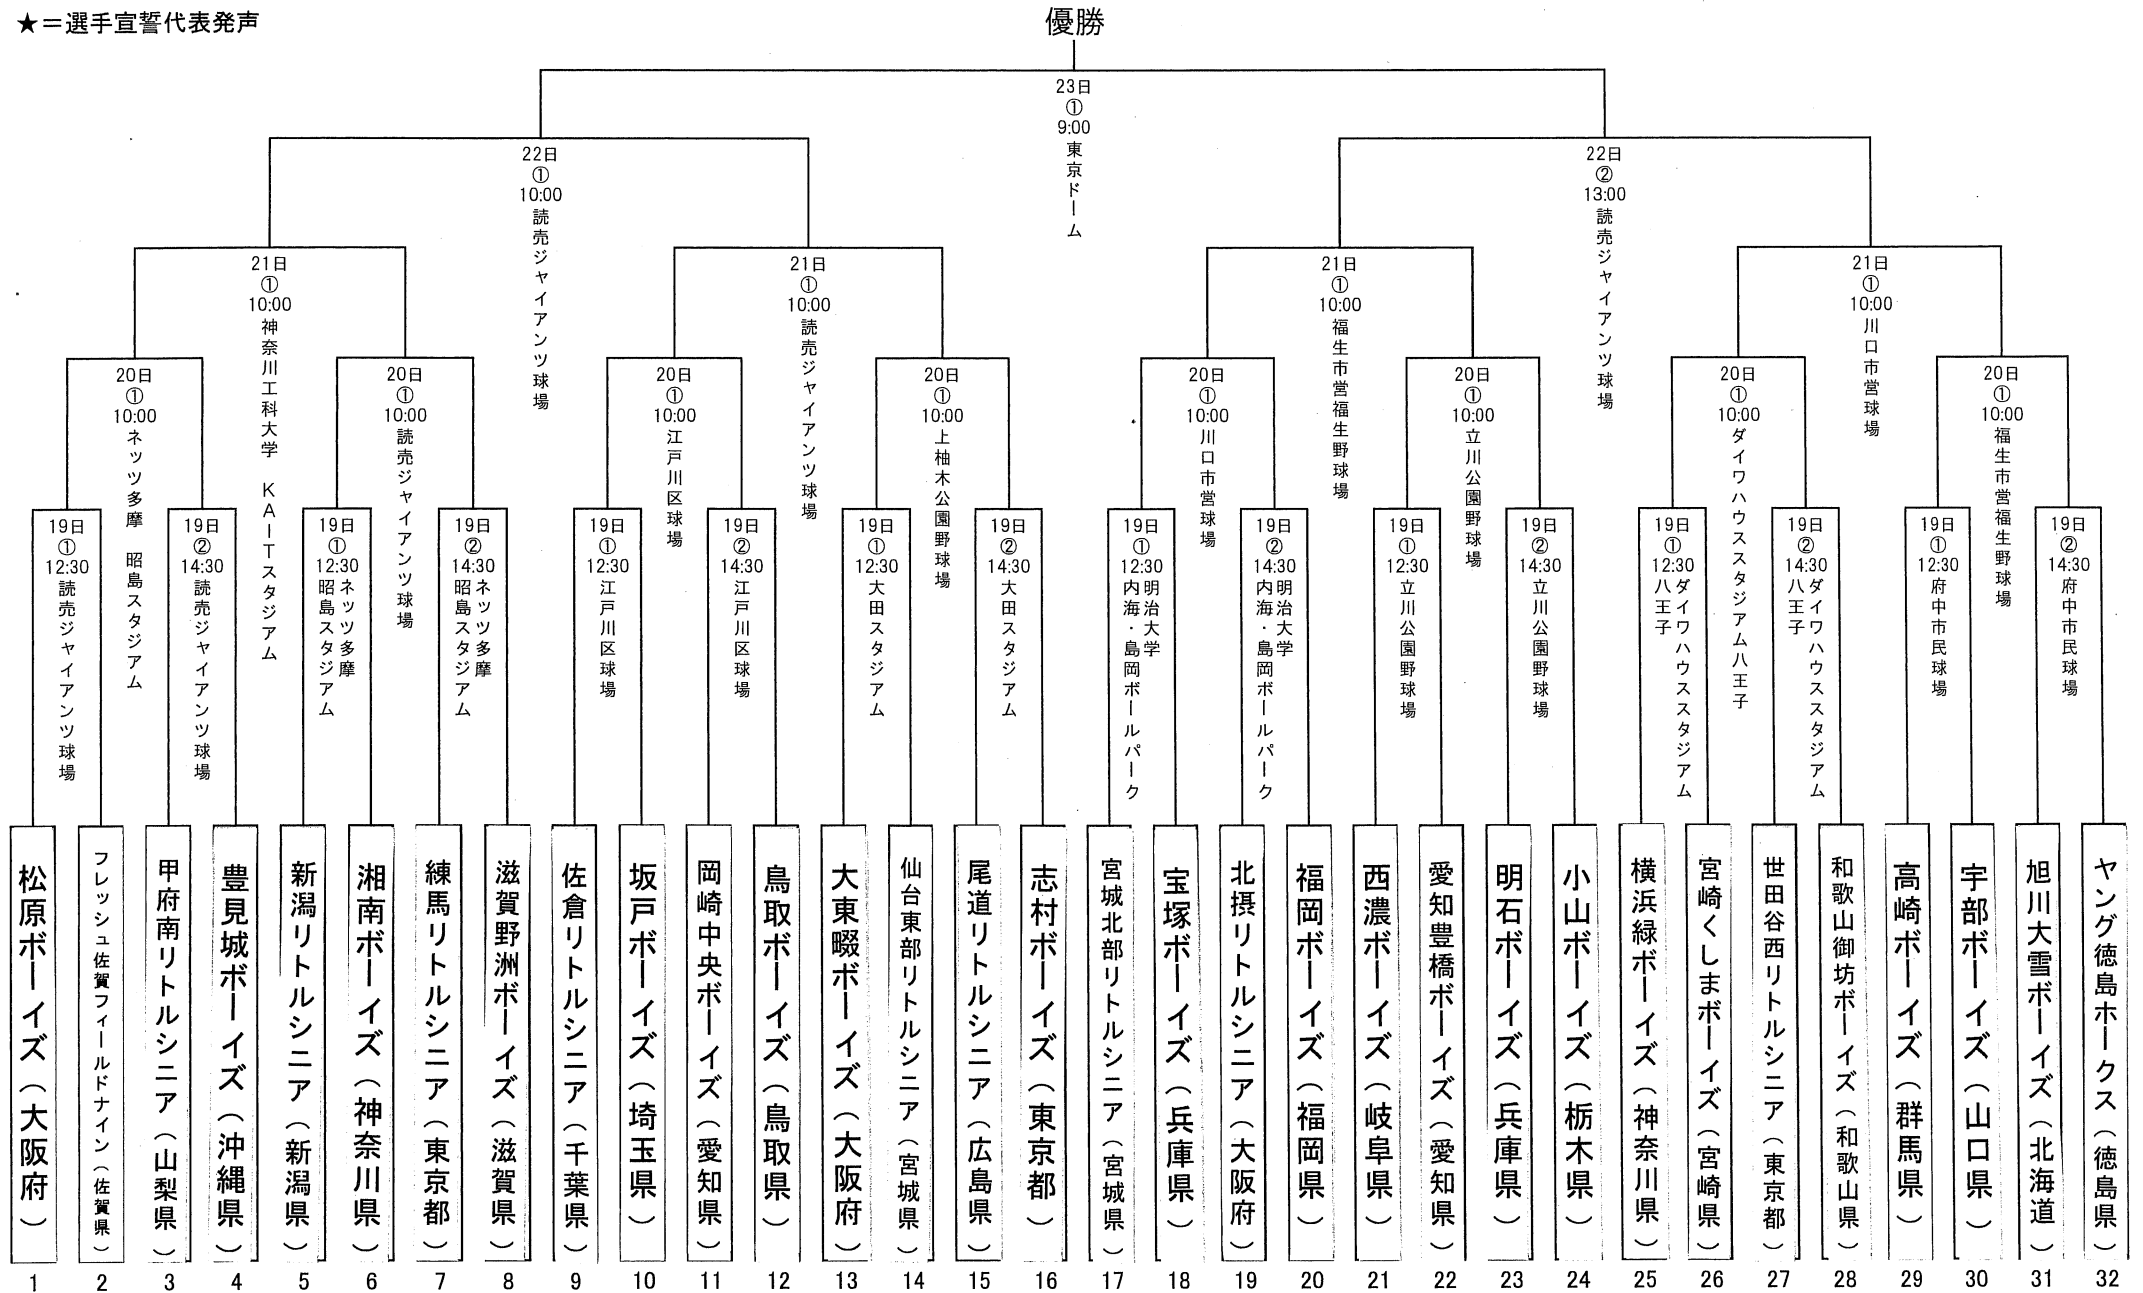 ★＝選手宣誓代表発声
優勝
23日
①
9:00
東京ドーム
22日
①
10:00
読売ジャイアンツ球場
22日
②
13:00
読売ジャイアンツ球場
21日
①
10:00
神奈川工科大学　KAITスタジアム
21日
①
10:00
読売ジャイアンツ球場
21日
①
10:00
福生市営福生野球場
21日
①
10:00
川口市営球場
20日
①
10:00
ネッツ多摩　昭島スタジアム
20日
①
10:00
読売ジャイアンツ球場
20日
①
10:00
江戸川区球場
20日
①
10:00
上柚木公園野球場
20日
①
10:00
川口市営球場
20日
①
10:00
立川公園野球場
20日
①
10:00
ダイワハウススタジアム八王子
20日
①
10:00
福生市営福生野球場
19日
①
12:30
読売ジャイアンツ球場
19日
②
14:30
読売ジャイアンツ球場
19日
①
12:30
ネッツ多摩
昭島スタジアム
19日
②
14:30
ネッツ多摩
昭島スタジアム
19日
①
12:30
江戸川区球場
19日
②
14:30
江戸川区球場
19日
①
12:30
大田スタジアム
19日
②
14:30
大田スタジアム
19日
①
12:30
明治大学
内海・島岡ボールパーク
19日
②
14:30
明治大学
内海・島岡ボールパーク
19日
①
12:30
立川公園野球場
19日
②
14:30
立川公園野球場
19日
①
12:30
ダイワハウススタジアム
八王子
19日
②
14:30
ダイワハウススタジアム
八王子
19日
①
12:30
府中市民球場
19日
②
14:30
府中市民球場
松原ボーイズ（大阪府）
フレッシュ佐賀フィールドナイン（佐賀県）
甲府南リトルシニア（山梨県）
豊見城ボーイズ（沖縄県）
新潟リトルシニア（新潟県）
湘南ボーイズ（神奈川県）
練馬リトルシニア（東京都）
滋賀野洲ボーイズ（滋賀県）
佐倉リトルシニア（千葉県）
坂戸ボーイズ（埼玉県）
岡崎中央ボーイズ（愛知県）
鳥取ボーイズ（鳥取県）
大東畷ボーイズ（大阪府）
仙台東部リトルシニア（宮城県）
尾道リトルシニア（広島県）
志村ボーイズ（東京都）
宮城北部リトルシニア（宮城県）
宝塚ボーイズ（兵庫県）
北摂リトルシニア（大阪府）
福岡ボーイズ（福岡県）
西濃ボーイズ（岐阜県）
愛知豊橋ボーイズ（愛知県）
明石ボーイズ（兵庫県）
小山ボーイズ（栃木県）
横浜緑ボーイズ（神奈川県）
宮崎くしまボーイズ（宮崎県）
世田谷西リトルシニア（東京都）
和歌山御坊ボーイズ（和歌山県）
高崎ボーイズ（群馬県）
宇部ボーイズ（山口県）
旭川大雪ボーイズ（北海道）
ヤング徳島ホークス（徳島県）
1 2 3 4 5 6 7 8 9 10 11 12 13 14 15 16 17 18 19 20 21 22 23 24 25 26 27 28 29 30 31 32